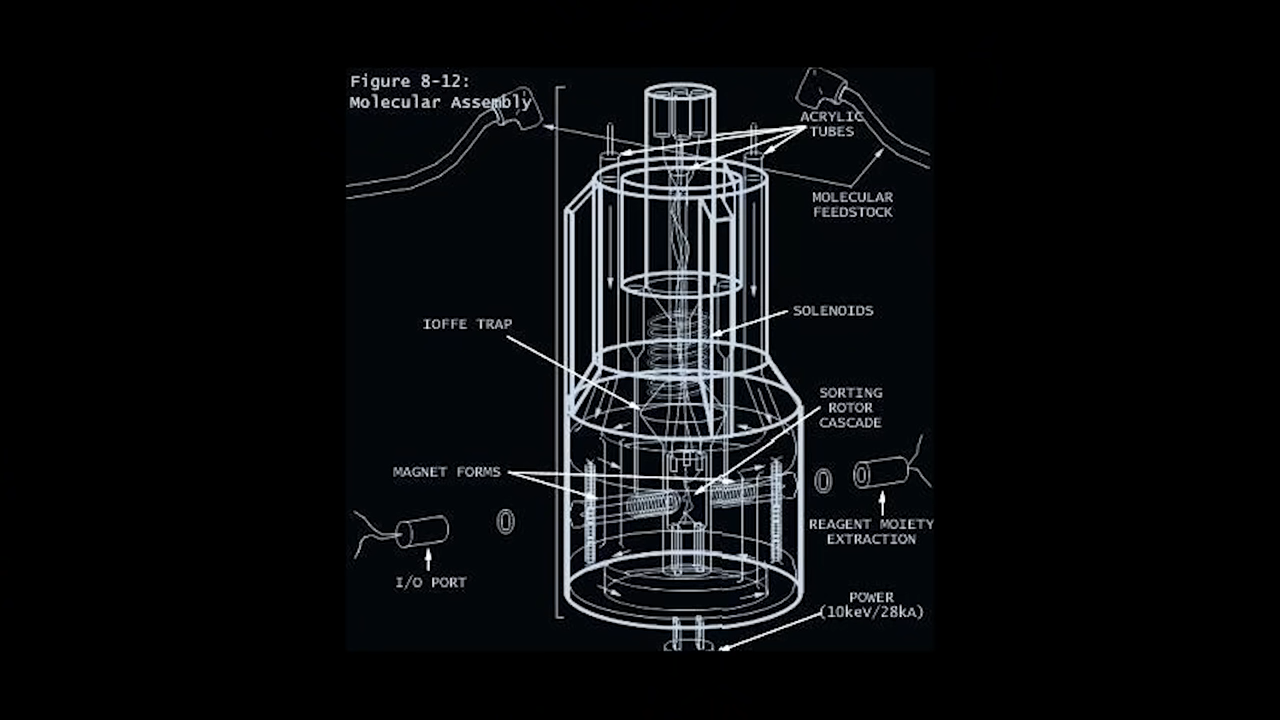 Figure 8-12:
Molecular Assembly
ACRYLIC
TUBES
MOLECULAR
FEEDSTOCK
SOLENOIDS
IOFFE TRAP
SORTING
ROTOR
CASCADE
MAGNET FORMS
REAGENT MOIETY
EXTRACTION
I/O PORT
POWER
(10keV/28kA)